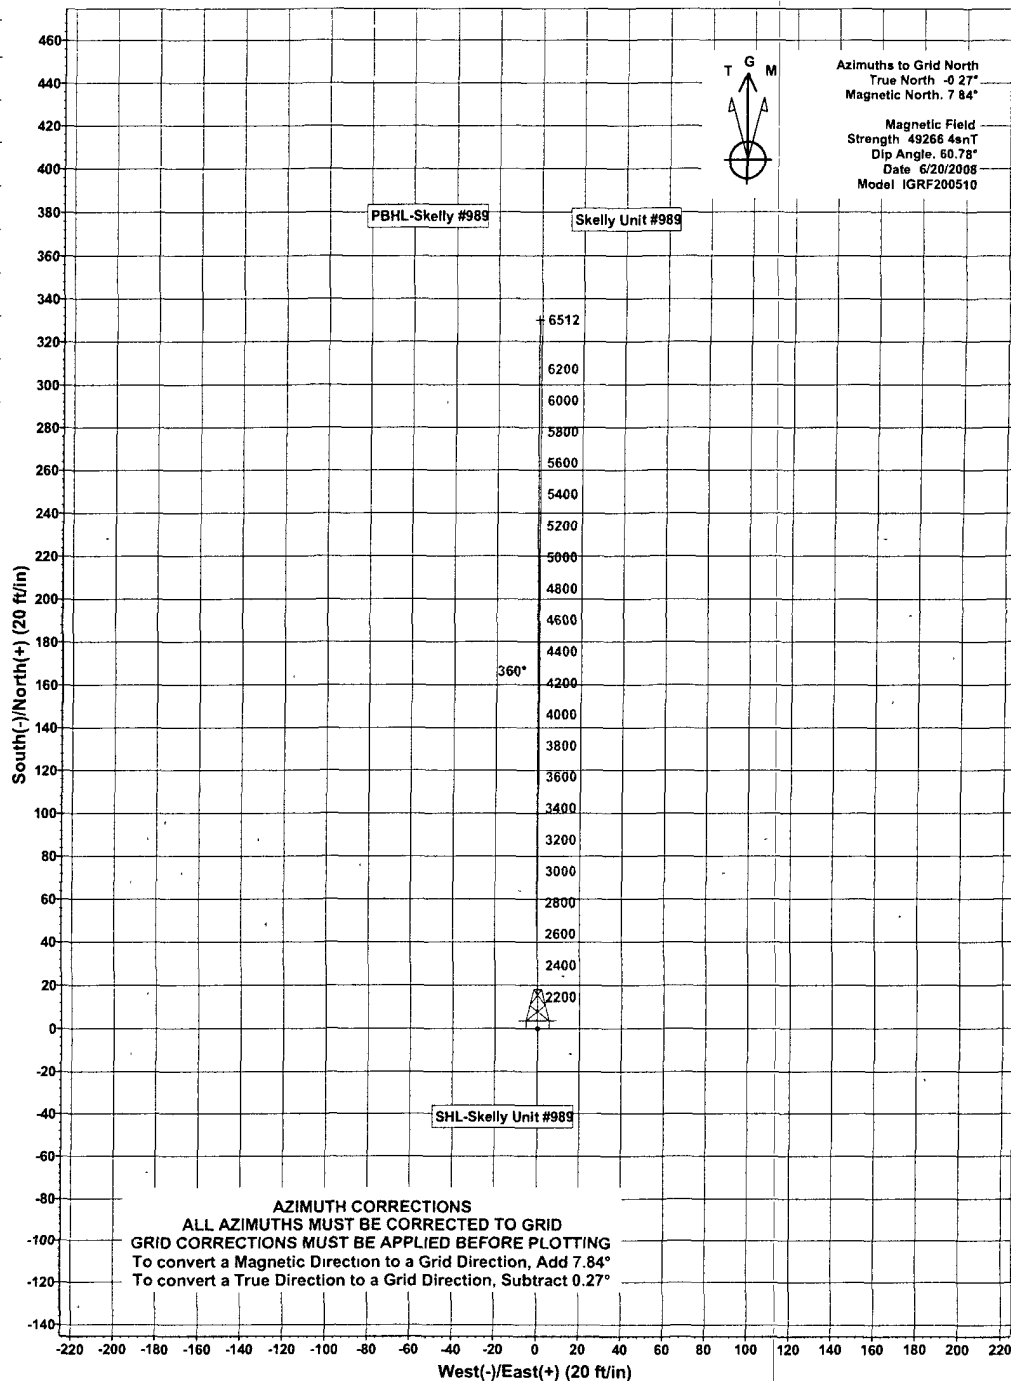 T G M
Azimuths to Grid North
True North -0 27°
Magnetic North. 7 84°
Magnetic Field
Strength 49266 4snT
Dip Angle. 60.78°
Date 6/20/2008
Model IGRF200510
460
440
420
400
380
360
340
320
300
280
260
240
220
200
180
160
140
120
100
80
60
40
20
0
-20
-40
-60
-80
-100
-120
-140
South(-)/North(+) (20 ft/in)
PBHL-Skelly #989
Skelly Unit #989
6512
6200
6000
5800
5600
5400
5200
5000
4800
4600
4400
360°
4200
4000
3800
3600
3400
3200
3000
2800
2600
2400
2200
SHL-Skelly Unit #989
AZIMUTH CORRECTIONS
ALL AZIMUTHS MUST BE CORRECTED TO GRID
GRID CORRECTIONS MUST BE APPLIED BEFORE PLOTTING
To convert a Magnetic Direction to a Grid Direction, Add 7.84°
To convert a True Direction to a Grid Direction, Subtract 0.27°
-220 -200 -180 -160 -140 -120 -100 -80 -60 -40 -20 0 20 40 60 80 100 120 140 160 180 200 220
West(-)/East(+) (20 ft/in)